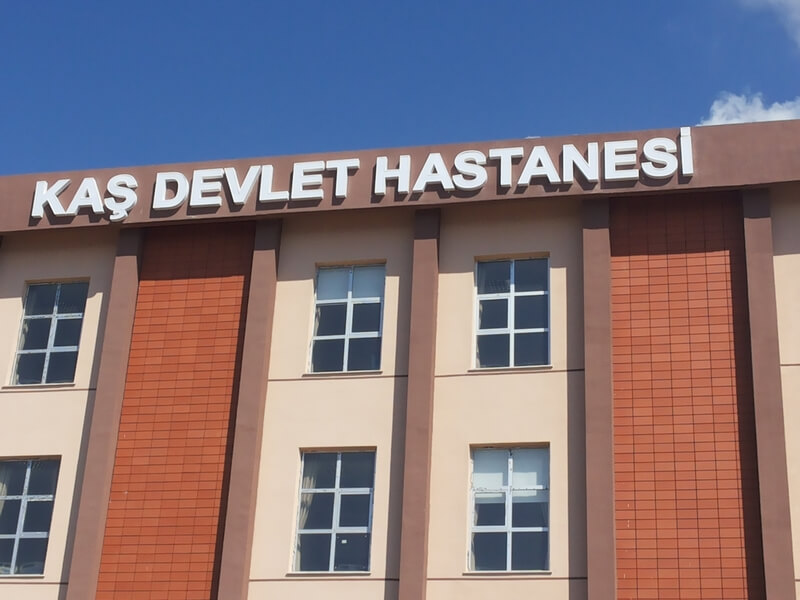 KAŞ DEVLET HASTANESİ